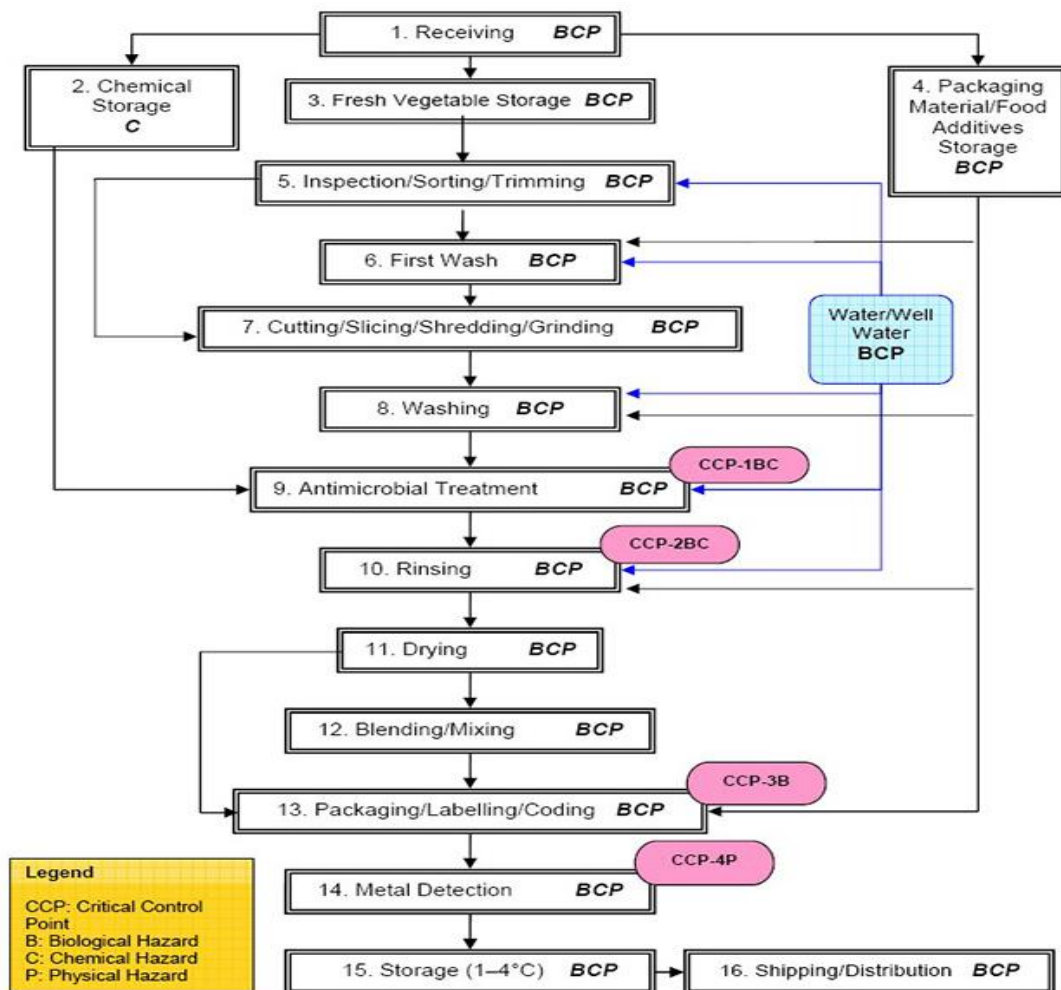 1. Receiving BCP
2. Chemical
Storage
C
3. Fresh Vegetable Storage BCP
4. Packaging
Material/Food
Additives
Storage
BCP
5. Inspection/Sorting/Trimming BCP
6. First Wash BCP
Water/Well
Water
BCP
7. Cutting/Slicing/Shredding/Grinding BCP
8. Washing BCP
CCP-1BC
9. Antimicrobial Treatment BCP
CCP-2BC
10. Rinsing BCP
11. Drying BCP
12. Blending/Mixing BCP
CCP-3B
13. Packaging/Labelling/Coding BCP
CCP-4P
14. Metal Detection BCP
15. Storage (1–4°C) BCP
16. Shipping/Distribution BCP
Legend
CCP: Critical Control
Point
B: Biological Hazard
C: Chemical Hazard
P: Physical Hazard